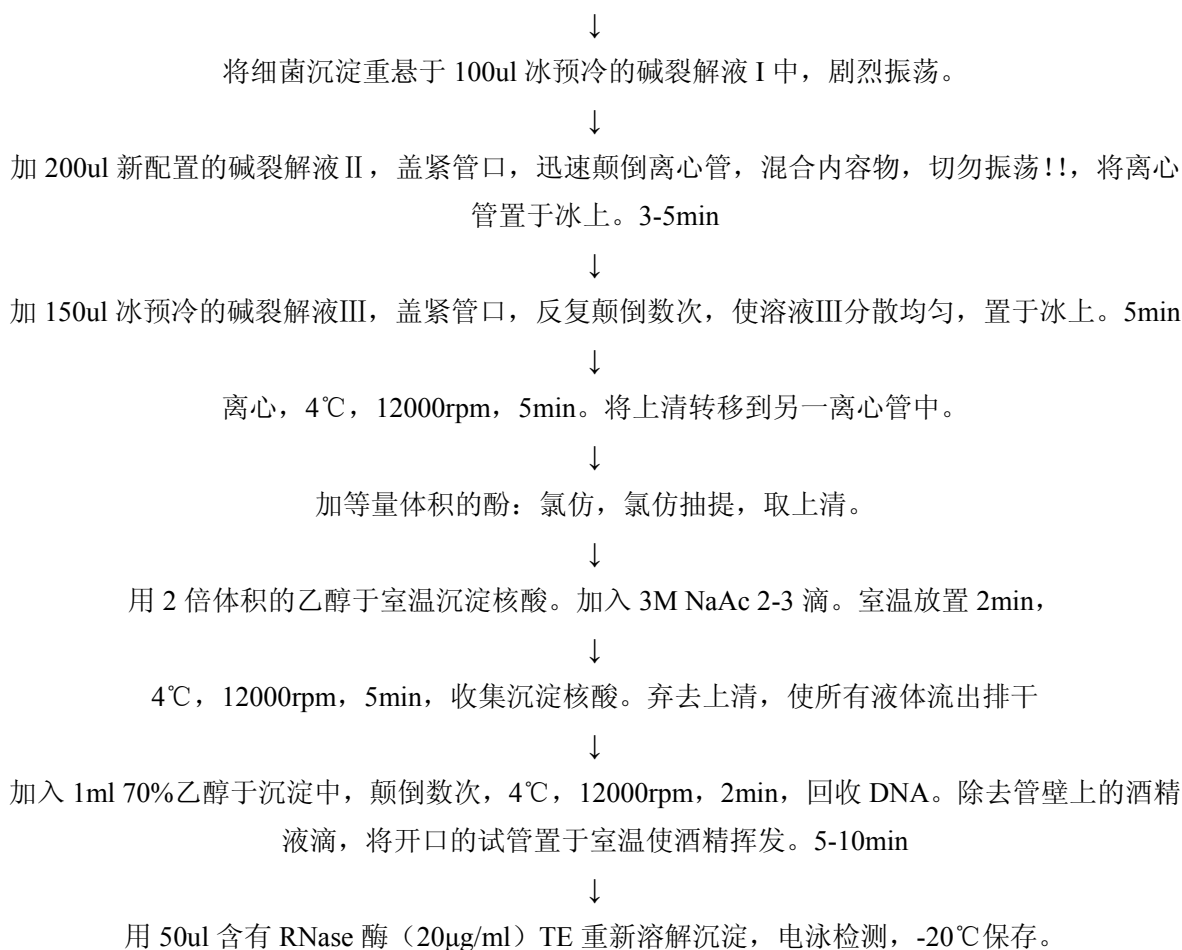 ↓
将细菌沉淀重悬于 100ul 冰预冷的碱裂解液 I 中，剧烈振荡。
↓
加 200ul 新配置的碱裂解液Ⅱ，盖紧管口，迅速颠倒离心管，混合内容物，切勿振荡!!，将离心
管置于冰上。3-5min
↓
加 150ul 冰预冷的碱裂解液Ⅲ，盖紧管口，反复颠倒数次，使溶液Ⅲ分散均匀，置于冰上。5min
↓
离心，4℃，12000rpm，5min。将上清转移到另一离心管中。
↓
加等量体积的酚：氯仿，氯仿抽提，取上清。
↓
用 2 倍体积的乙醇于室温沉淀核酸。加入 3M NaAc 2-3 滴。室温放置 2min，
↓
4℃，12000rpm，5min，收集沉淀核酸。弃去上清，使所有液体流出排干
↓
加入 1ml 70%乙醇于沉淀中，颠倒数次，4℃，12000rpm，2min，回收 DNA。除去管壁上的酒精
液滴，将开口的试管置于室温使酒精挥发。5-10min
↓
用 50ul 含有 RNase 酶（20μg/ml）TE 重新溶解沉淀，电泳检测，-20℃保存。